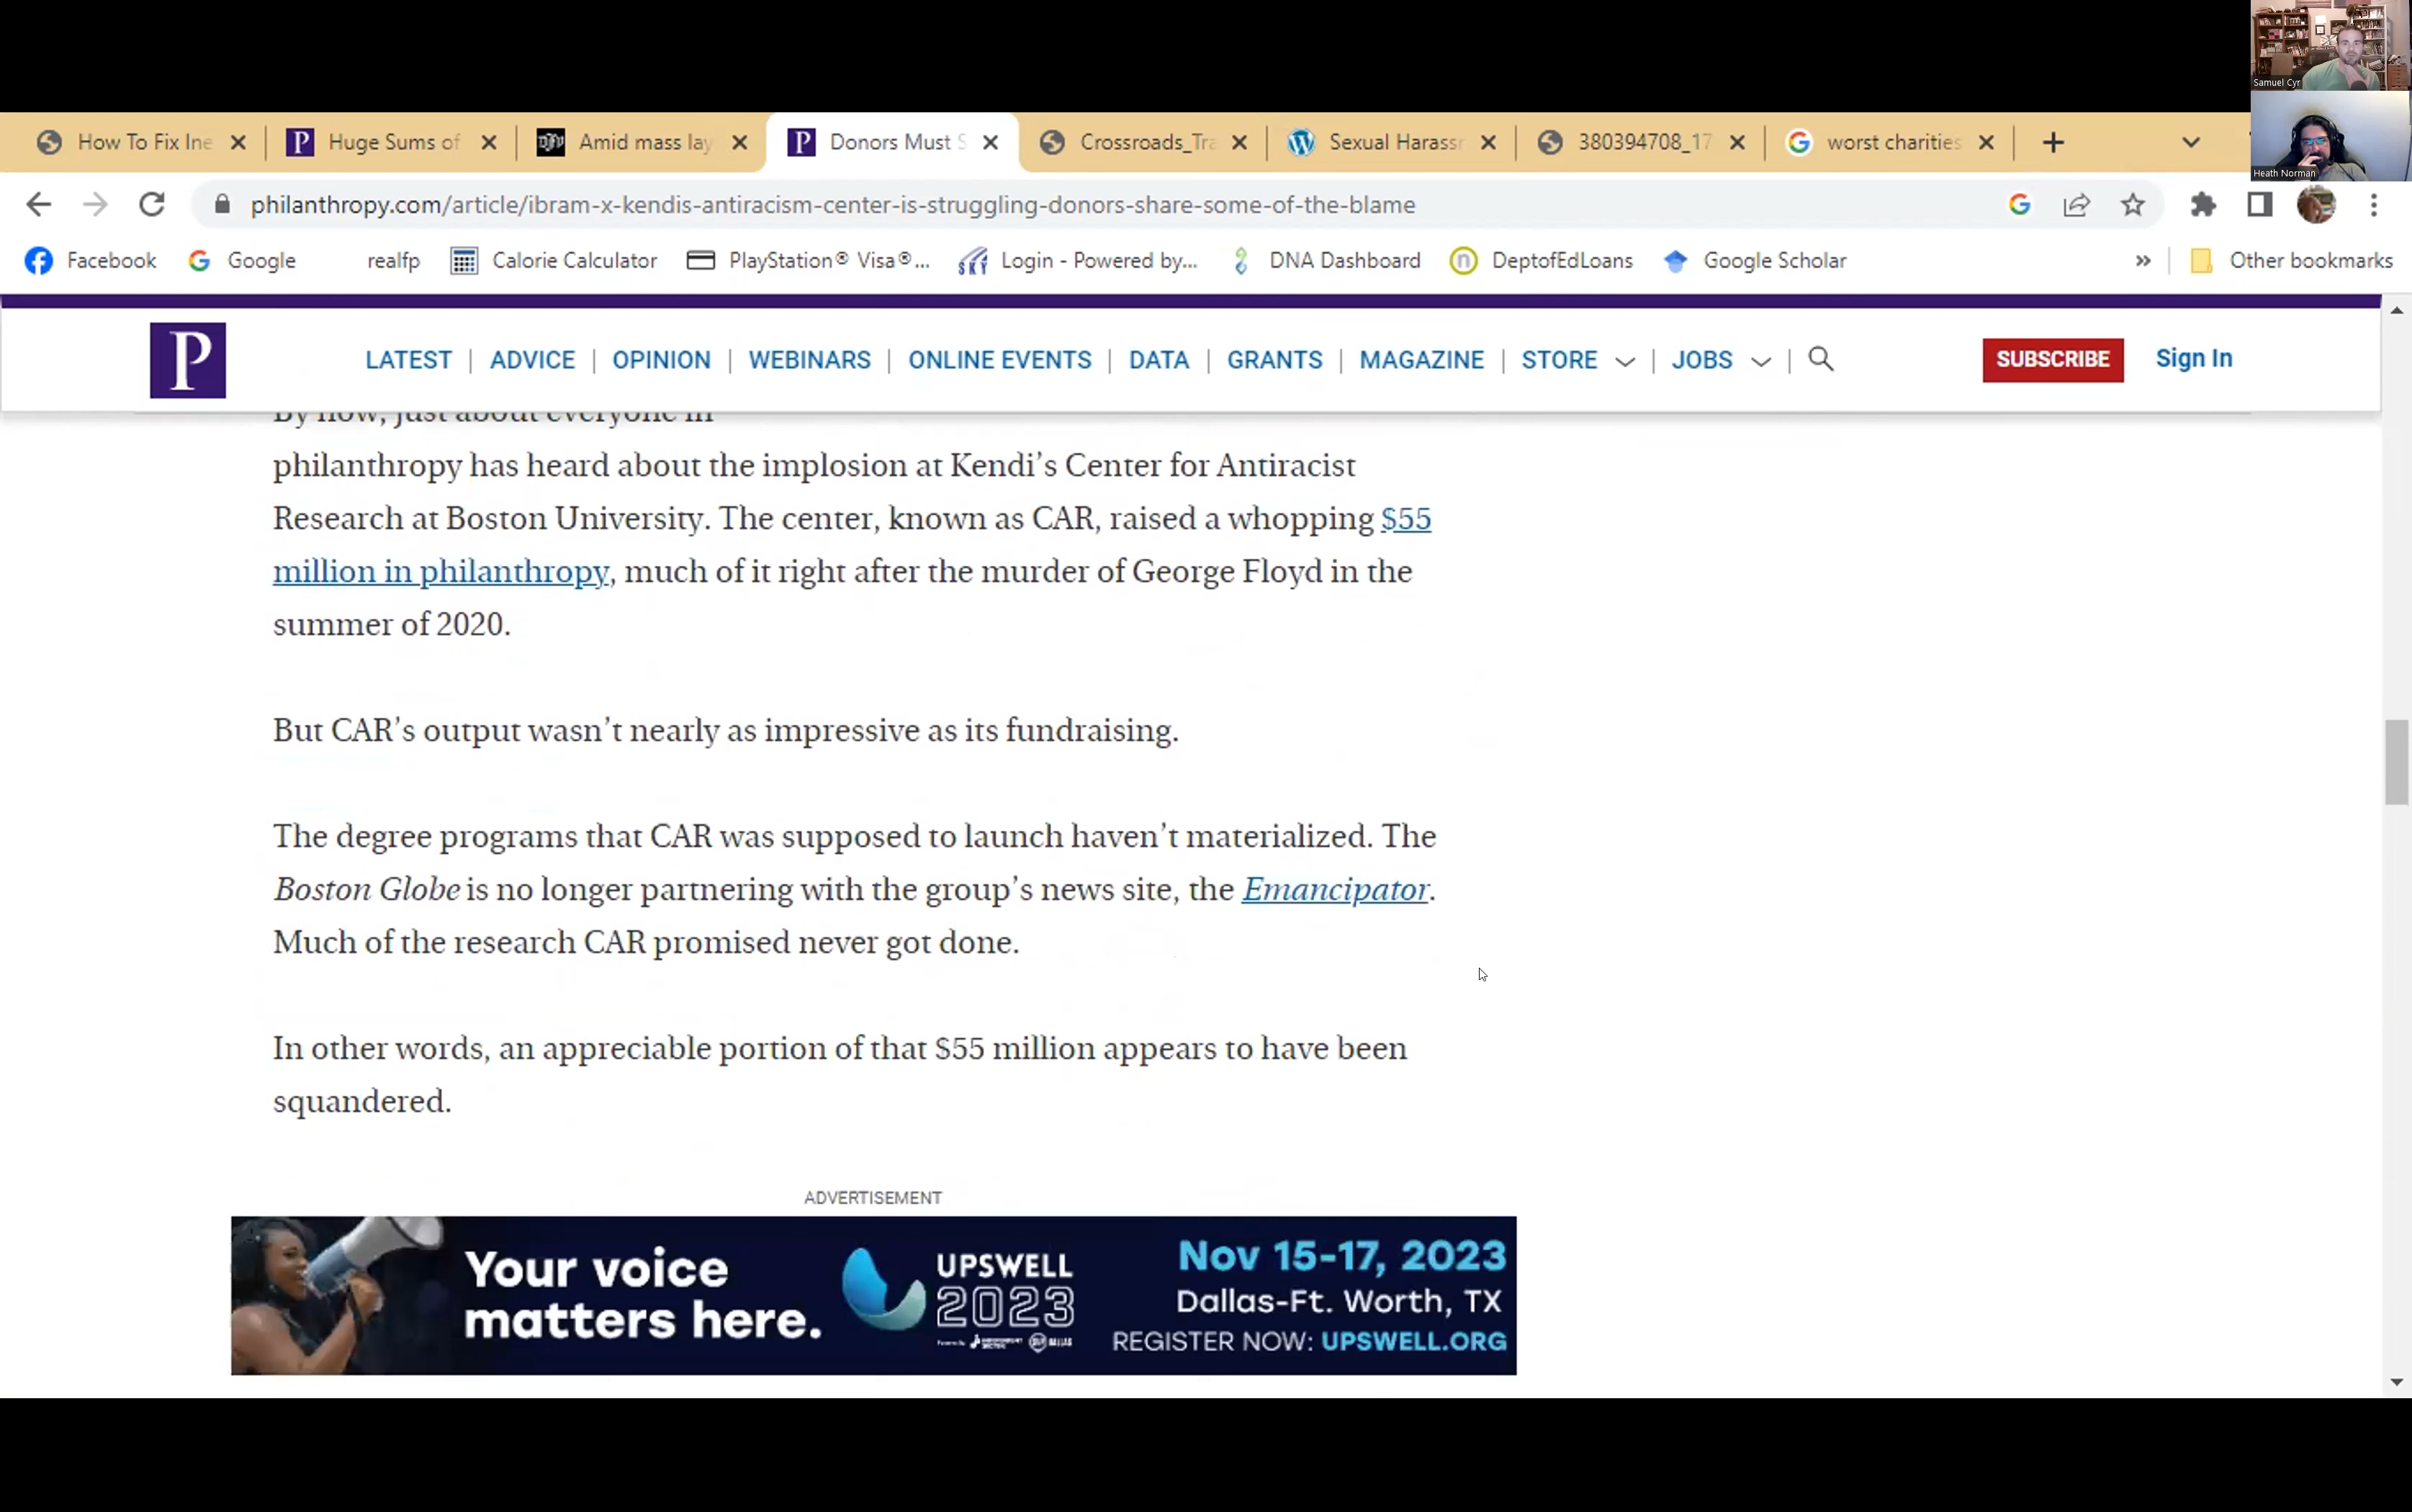 Samuel Cyr
How To Fix Ine
Huge Sums of
Amid mass lay
Donors Must S
Crossroads_Tra
Sexual Harassr
380394708_17
worst charities
Heath Norman
philanthropy.com/article/ibram-x-kendis-antiracism-center-is-struggling-donors-share-some-of-the-blame
Facebook
Google
realfp
Calorie Calculator
PlayStation® Visa®...
Login - Powered by...
DNA Dashboard
DeptofEdLoans
Google Scholar
»
Other bookmarks
P
LATEST | ADVICE | OPINION | WEBINARS | ONLINE EVENTS | DATA | GRANTS | MAGAZINE | STORE | JOBS
SUBSCRIBE
Sign In
By now, just about everyone in
philanthropy has heard about the implosion at Kendi’s Center for Antiracist
Research at Boston University. The center, known as CAR, raised a whopping $55
million in philanthropy, much of it right after the murder of George Floyd in the
summer of 2020.
But CAR’s output wasn’t nearly as impressive as its fundraising.
The degree programs that CAR was supposed to launch haven’t materialized. The
Boston Globe is no longer partnering with the group’s news site, the Emancipator.
Much of the research CAR promised never got done.
In other words, an appreciable portion of that $55 million appears to have been
squandered.
ADVERTISEMENT
Your voice
matters here.
UPSWELL
2023
Nov 15-17, 2023
Dallas-Ft. Worth, TX
REGISTER NOW: UPSWELL.ORG